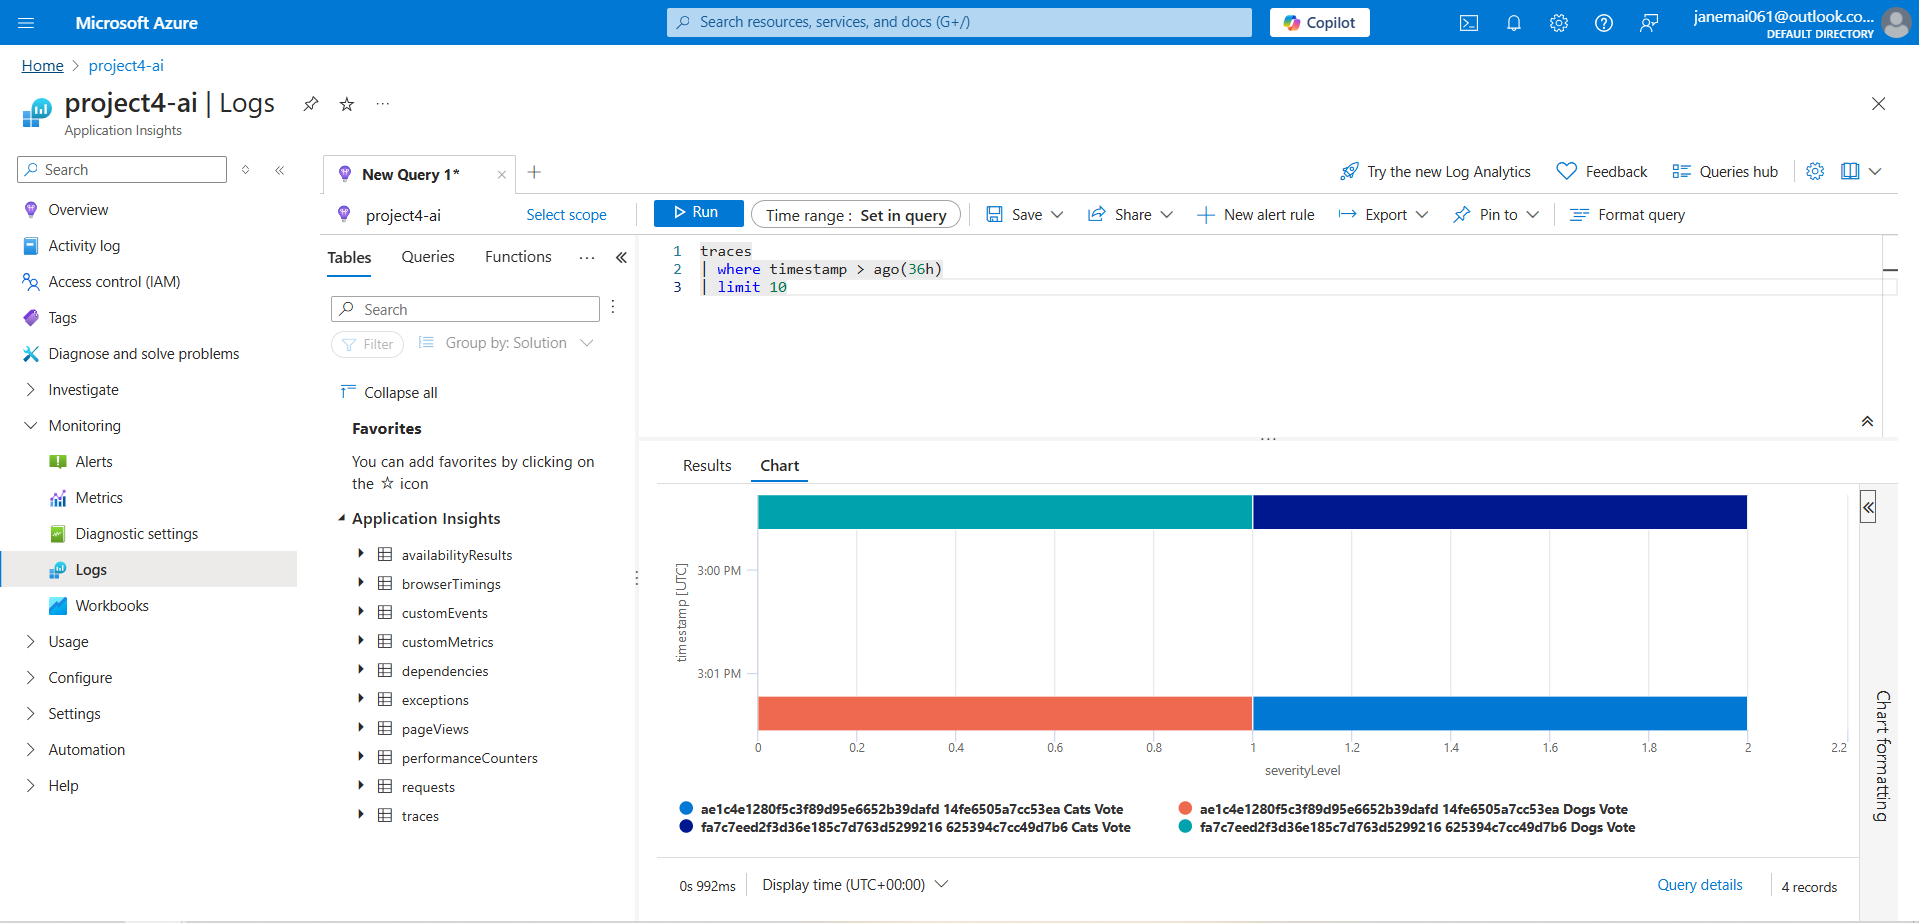 Microsoft Azure
Search resources, services, and docs (G+/)
Copilot
janemai061@outlook.co...
DEFAULT DIRECTORY
Home > project4-ai
project4-ai | Logs
Application Insights
Search
Overview
Activity log
Access control (IAM)
Tags
Diagnose and solve problems
Investigate
Monitoring
Alerts
Metrics
Diagnostic settings
Logs
Workbooks
Usage
Configure
Settings
Automation
Help
New Query 1*
Try the new Log Analytics
Feedback
Queries hub
project4-ai
Select scope
Run
Time range : Set in query
Save
Share
New alert rule
Export
Pin to
Format query
Tables
Queries
Functions
Search
Filter
Group by: Solution
Collapse all
Favorites
You can add favorites by clicking on
the ☆ icon
Application Insights
availabilityResults
browserTimings
customEvents
customMetrics
dependencies
exceptions
pageViews
performanceCounters
requests
traces
1 traces
2 | where timestamp > ago(36h)
3 | limit 10
Results
Chart
timestamp [UTC]
3:00 PM
3:01 PM
0 0.2 0.4 0.6 0.8 1 1.2 1.4 1.6 1.8 2 2.2
severityLevel
ae1c4e1280f5c3f89d95e6652b39dafd 14fe6505a7cc53ea Cats Vote
ae1c4e1280f5c3f89d95e6652b39dafd 14fe6505a7cc53ea Dogs Vote
fa7c7eed2f3d36e185c7d763d5299216 625394c7cc49d7b6 Cats Vote
fa7c7eed2f3d36e185c7d763d5299216 625394c7cc49d7b6 Dogs Vote
Chart formatting
0s 992ms
Display time (UTC+00:00)
Query details
4 records